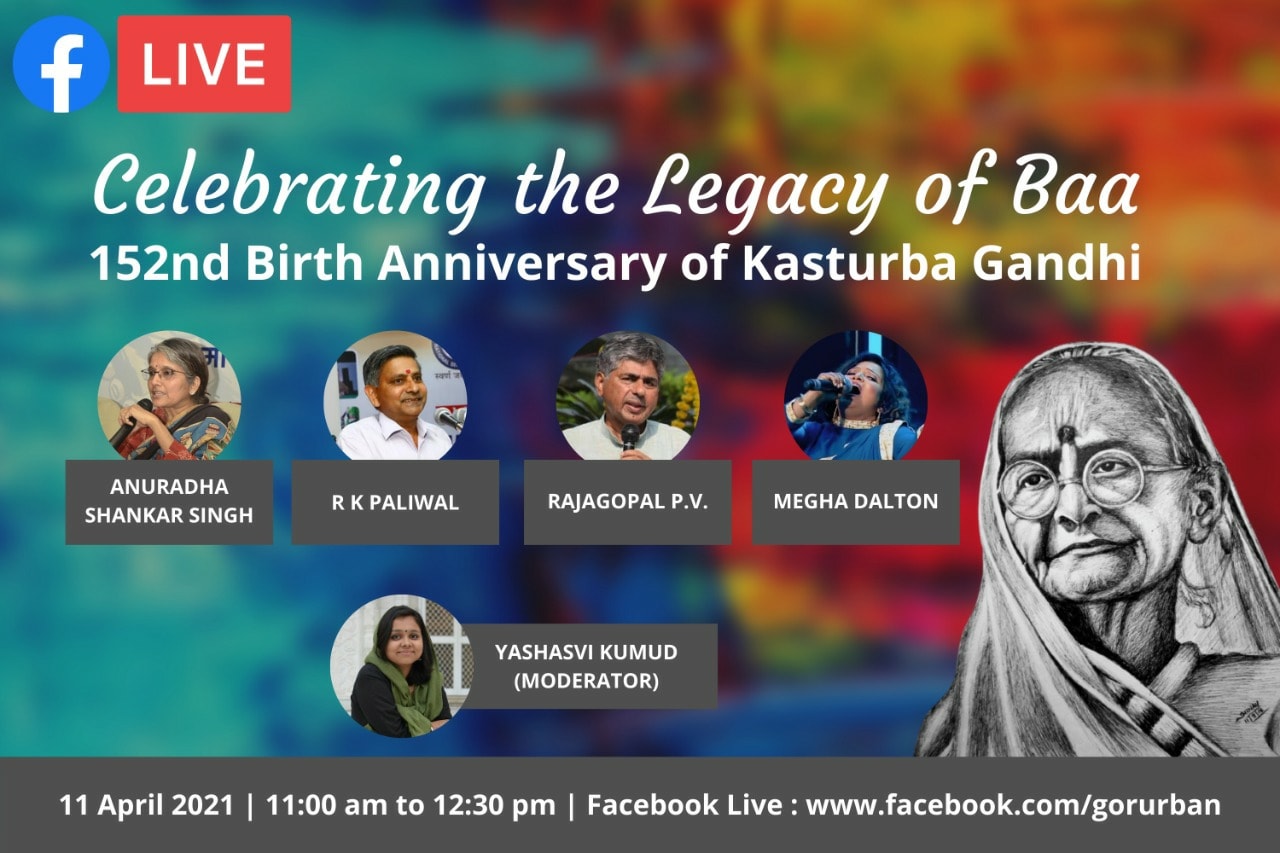 f LIVE
Celebrating the Legacy of Baa
152nd Birth Anniversary of Kasturba Gandhi
मा
स्वर्ण ज
ANURADHA
SHANKAR SINGH
R K PALIWAL
RAJAGOPAL P.V.
MEGHA DALTON
YASHASVI KUMUD
(MODERATOR)
11 April 2021 | 11:00 am to 12:30 pm | Facebook Live : www.facebook.com/gorurban